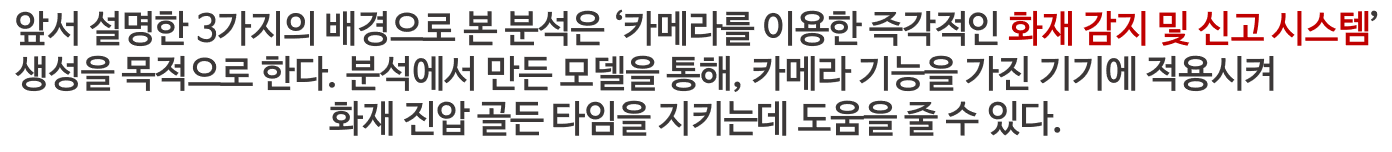 앞서 설명한 3가지의 배경으로 본 분석은 ‘카메라를 이용한 즉각적인 화재 감지 및 신고 시스템’
생성을 목적으로 한다. 분석에서 만든 모델을 통해, 카메라 기능을 가진 기기에 적용시켜
화재 진압 골든 타임을 지키는데 도움을 줄 수 있다.